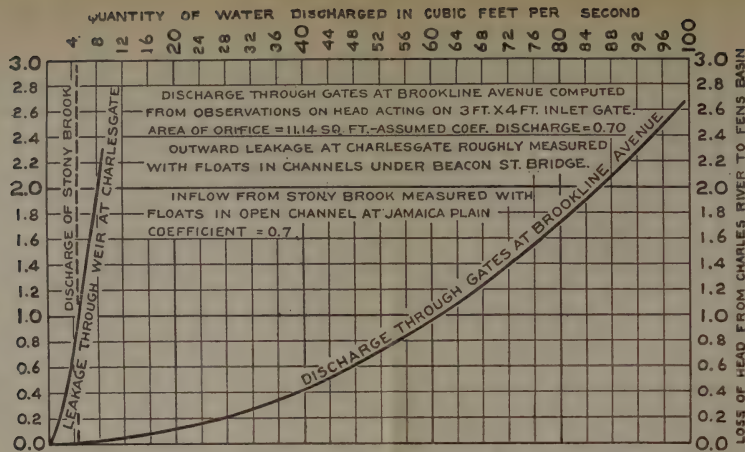 QUANTITY OF WATER DISCHARGED IN CUBIC FEET PER SECOND
4 8 12 16 20 24 28 32 36 40 44 48 52 56 60 64 68 72 76 80 84 88 92 96 100
3.0
2.8
2.6
2.4
2.2
2.0
1.8
1.6
1.4
1.2
1.0
0.8
0.6
0.4
0.2
0.0
DISCHARGE OF STONY BROOK
LEAKAGE THROUGH WEIR AT CHARLESGATE
DISCHARGE THROUGH GATES AT BROOKLINE AVENUE COMPUTED
FROM OBSERVATIONS ON HEAD ACTING ON 3 FT. X 4 FT. INLET GATE.
AREA OF ORIFICE = 11.14 SQ. FT.-ASSUMED COEF. DISCHARGE = 0.70
OUTWARD LEAKAGE AT CHARLESGATE ROUGHLY MEASURED
WITH FLOATS IN CHANNELS UNDER BEACON ST. BRIDGE.
INFLOW FROM STONY BROOK MEASURED WITH
FLOATS IN OPEN CHANNEL AT JAMAICA PLAIN
COEFFICIENT = 0.7
DISCHARGE THROUGH GATES AT BROOKLINE AVENUE
3.0
2.8
2.6
2.4
2.2
2.0
1.8
1.6
1.4
1.2
1.0
0.8
0.6
0.4
0.2
0.0
LOSS OF HEAD FROM CHARLES RIVER TO FENS BASIN